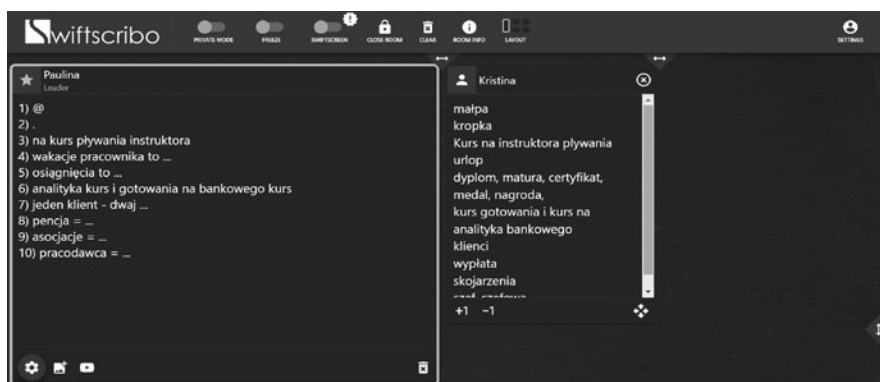 Swiftscribo
PRIVATE MODE
FREEZE
SWIFTSCREEN
CLOSE ROOM
CLEAR
ROOM INFO
LAYOUT
SETTINGS
Paulina
Leader
1) @
2) .
3) na kurs pływania instruktora
4) wakacje pracownika to ...
5) osiągnięcia to ...
6) analityka kurs i gotowania na bankowego kurs
7) jeden klient - dwaj ...
8) pencja = ...
9) asocjacje = ...
10) pracodawca = ...
Kristina
małpa
kropka
Kurs na instruktora plywania
urlop
dyplom, matura, certyfikat,
medal, nagroda,
kurs gotowania i kurs na
analityka bankowego
klienci
wypłata
skojarzenia
szef, szefowa
+1 −1